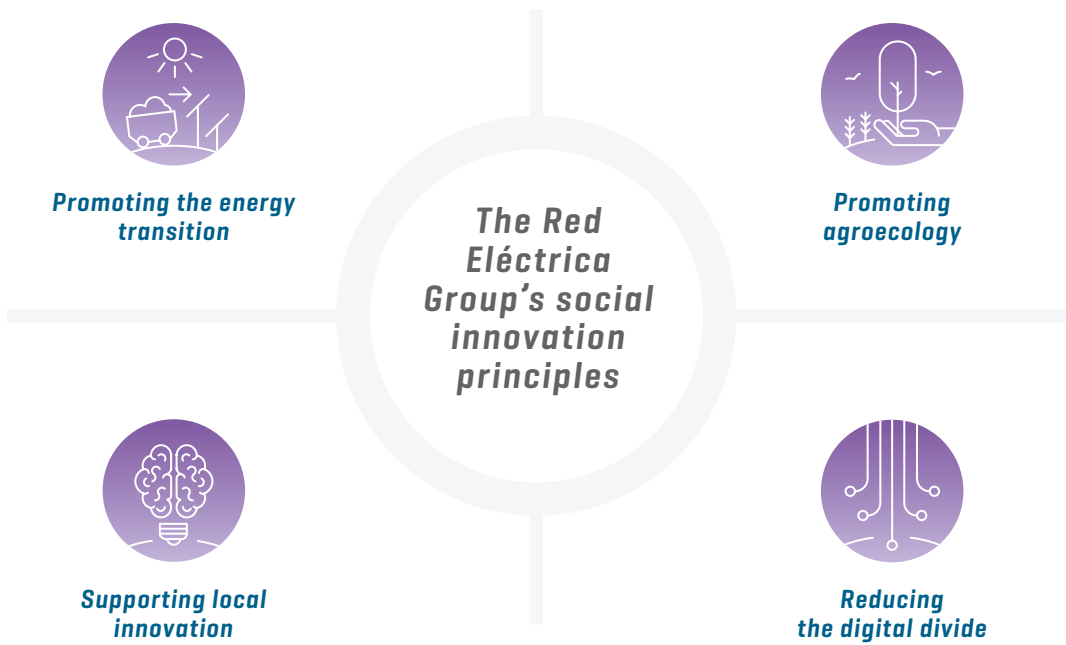 Promoting the energy
transition
Promoting
agroecology
The Red
Eléctrica
Group’s social
innovation
principles
Supporting local
innovation
Reducing
the digital divide